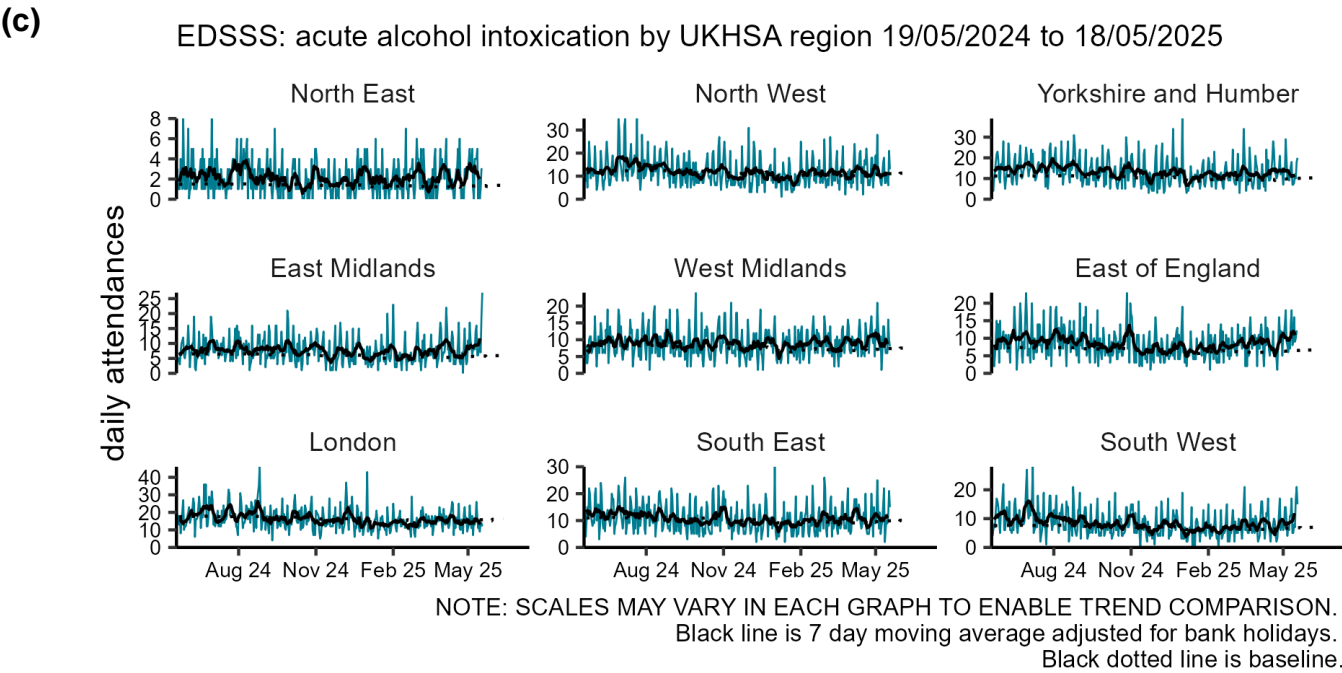 (c)
EDSSS: acute alcohol intoxication by UKHSA region 19/05/2024 to 18/05/2025
daily attendances
North East
8
6
4
2
0
North West
30
20
10
0
Yorkshire and Humber
30
20
10
0
East Midlands
25
20
15
10
5
0
West Midlands
20
15
10
5
0
East of England
20
15
10
5
0
London
40
30
20
10
0
Aug 24 Nov 24 Feb 25 May 25
South East
30
20
10
0
Aug 24 Nov 24 Feb 25 May 25
South West
20
10
0
Aug 24 Nov 24 Feb 25 May 25
NOTE: SCALES MAY VARY IN EACH GRAPH TO ENABLE TREND COMPARISON.
Black line is 7 day moving average adjusted for bank holidays.
Black dotted line is baseline.